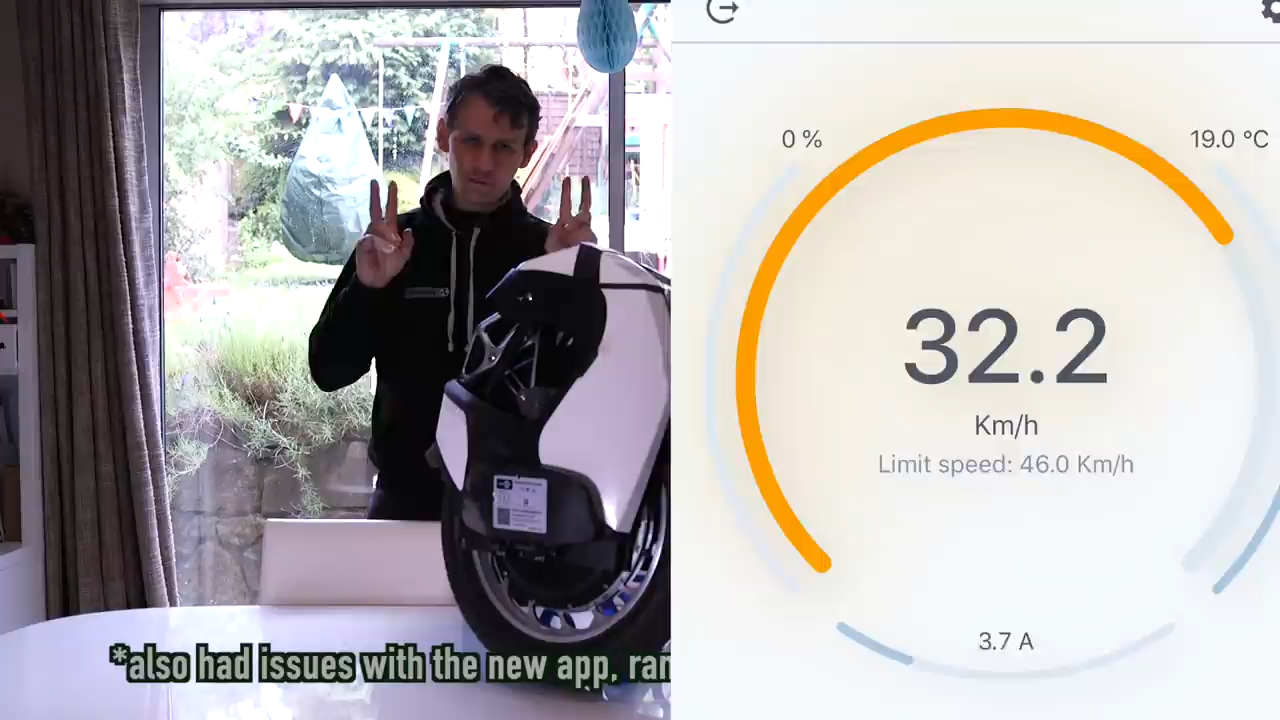 0 %
19.0 °C
32.2
Km/h
Limit speed: 46.0 Km/h
3.7 A
*also had issues with the new app, ran